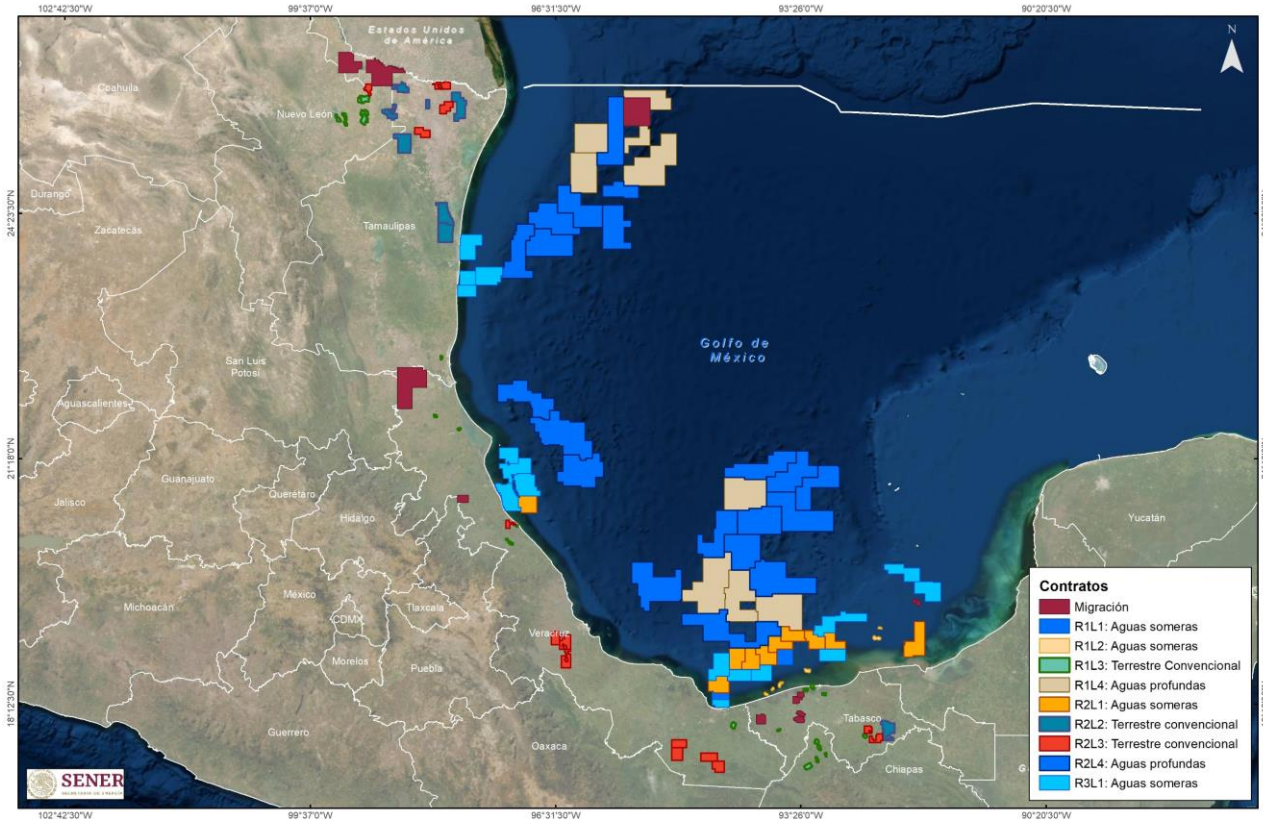 102°42'30"W 99°37'0"W 96°31'30"W 93°26'0"W 90°20'30"W
N
Estados Unidos
de América
Coahuila
Nuevo León
Durango
24°23'30"N
Zacatecas
Tamaulipas
Golfo de
México
San Luis
Potosí
Aguascalientes
21°18'0"N
Guanajuato
Querétaro
Jalisco
Hidalgo
Yucatán
Michoacán
México
Tlaxcala
CDMX
Morelos
Puebla
Veracruz
18°12'30"N
Guerrero
Oaxaca
Tabasco
Chiapas
Contratos
Migración
R1L1: Aguas someras
R1L2: Aguas someras
R1L3: Terrestre Convencional
R1L4: Aguas profundas
R2L1: Aguas someras
R2L2: Terrestre convencional
R2L3: Terrestre convencional
R2L4: Aguas profundas
R3L1: Aguas someras
SENER
SECRETARÍA DE ENERGÍA
102°42'30"W 99°37'0"W 96°31'30"W 93°26'0"W 90°20'30"W